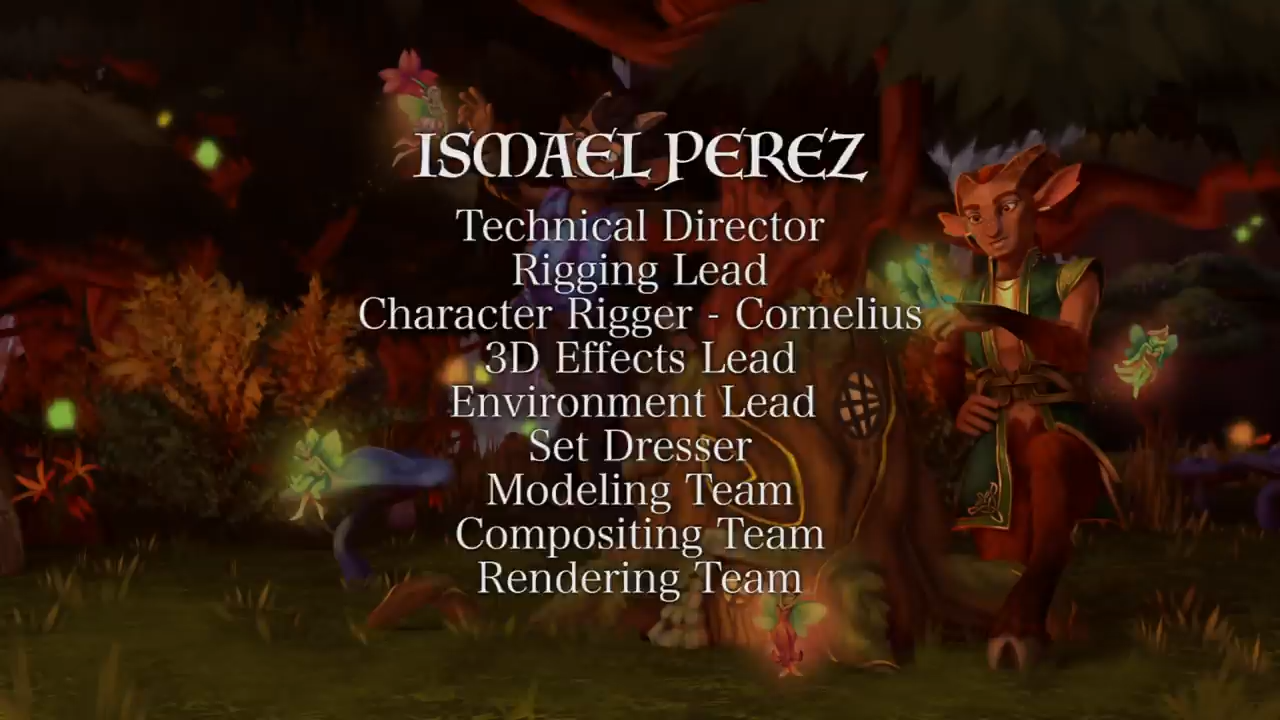 ISMAEL PEREZ
Technical Director
Rigging Lead
Character Rigger - Cornelius
3D Effects Lead
Environment Lead
Set Dresser
Modeling Team
Compositing Team
Rendering Team